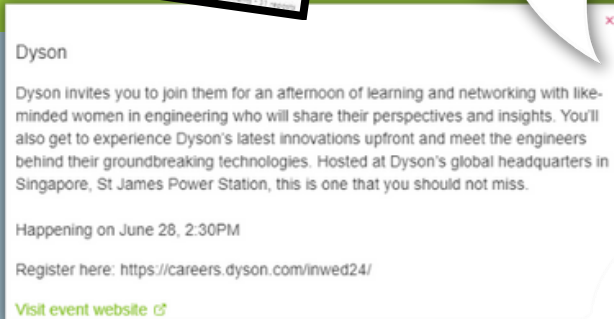 Dyson
Dyson invites you to join them for an afternoon of learning and networking with like-
minded women in engineering who will share their perspectives and insights. You'll
also get to experience Dyson's latest innovations upfront and meet the engineers
behind their groundbreaking technologies. Hosted at Dyson's global headquarters in
Singapore, St James Power Station, this is one that you should not miss.
Happening on June 28, 2:30PM
Register here: https://careers.dyson.com/inwed24/
Visit event website